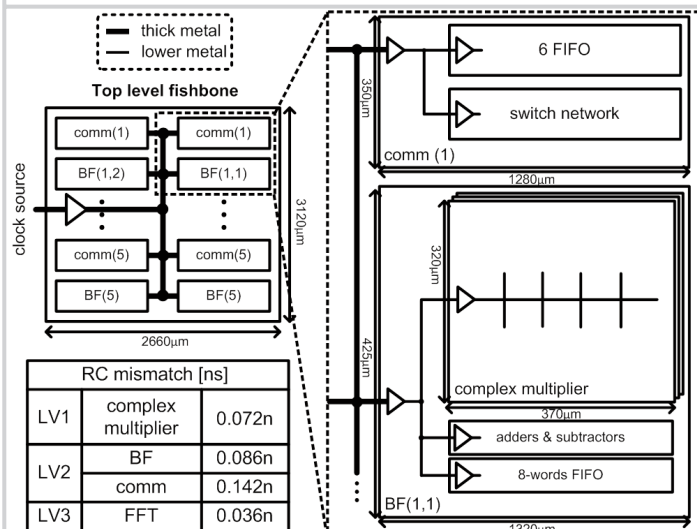 thick metal
lower metal
Top level fishbone
clock source
comm(1)
comm(1)
BF(1,2)
BF(1,1)
comm(5)
comm(5)
BF(5)
BF(5)
3120μm
2660μm
RC mismatch [ns]
LV1 complex multiplier 0.072n
LV2 BF 0.086n
comm 0.142n
LV3 FFT 0.036n
350μm
6 FIFO
switch network
comm (1)
1280μm
425μm
320μm
complex multiplier
370μm
adders & subtractors
8-words FIFO
BF(1,1)
1320μm